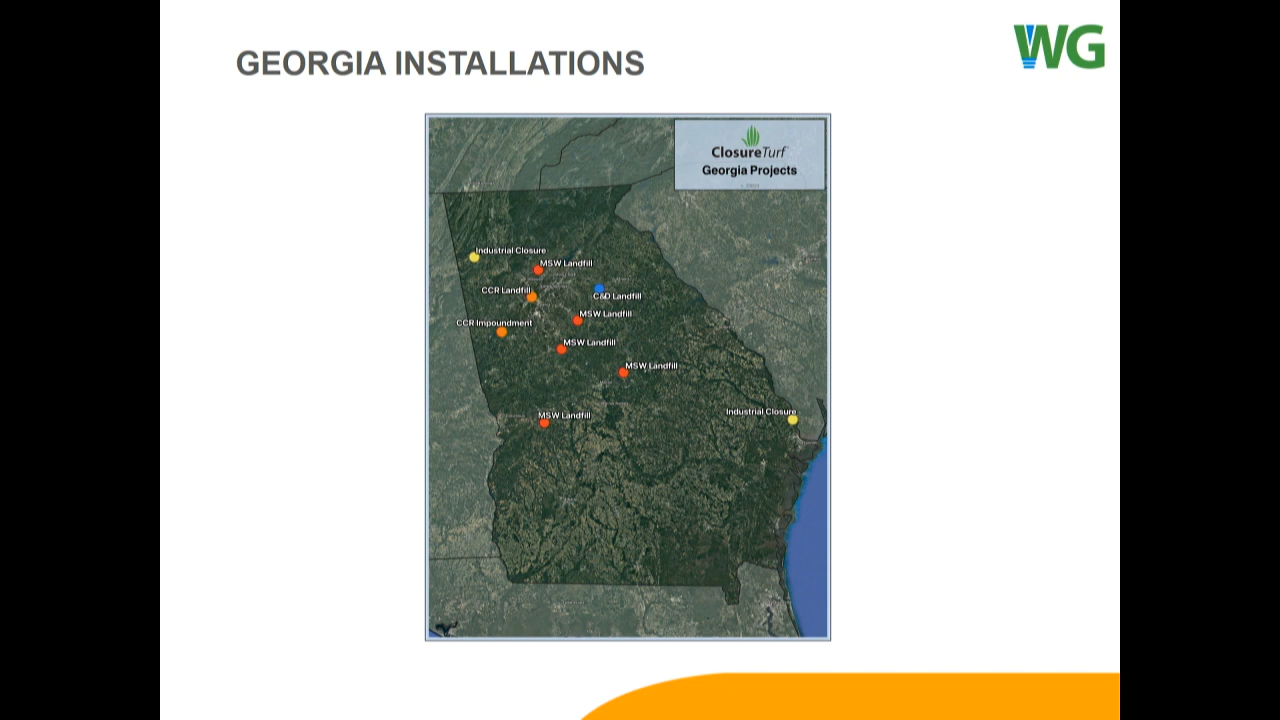 GEORGIA INSTALLATIONS
WG
ClosureTurf
Georgia Projects
Industrial Closure
MSW Landfill
CCR Landfill
C&D Landfill
MSW Landfill
CCR Impoundment
MSW Landfill
MSW Landfill
Industrial Closure
MSW Landfill